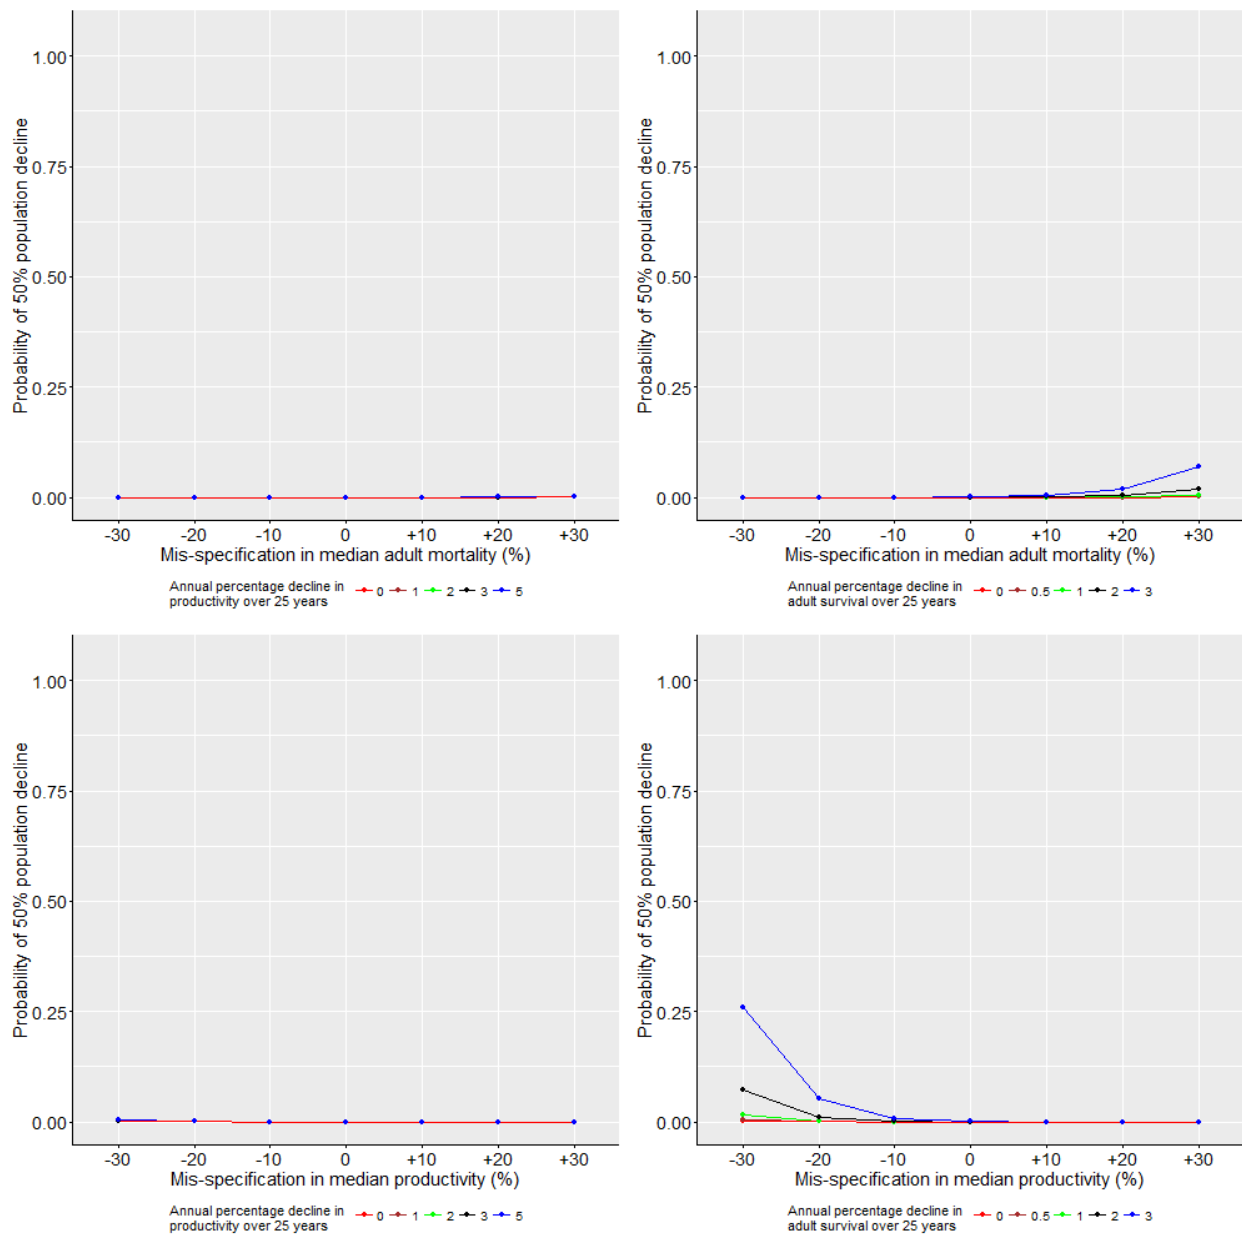 1.00
0.75
0.50
0.25
0.00
Probability of 50% population decline
-30 -20 -10 0 +10 +20 +30
Mis-specification in median adult mortality (%)
Annual percentage decline in
productivity over 25 years
0 1 2 3 5
1.00
0.75
0.50
0.25
0.00
Probability of 50% population decline
-30 -20 -10 0 +10 +20 +30
Mis-specification in median adult mortality (%)
Annual percentage decline in
adult survival over 25 years
0 0.5 1 2 3
1.00
0.75
0.50
0.25
0.00
Probability of 50% population decline
-30 -20 -10 0 +10 +20 +30
Mis-specification in median productivity (%)
Annual percentage decline in
productivity over 25 years
0 1 2 3 5
1.00
0.75
0.50
0.25
0.00
Probability of 50% population decline
-30 -20 -10 0 +10 +20 +30
Mis-specification in median productivity (%)
Annual percentage decline in
adult survival over 25 years
0 0.5 1 2 3